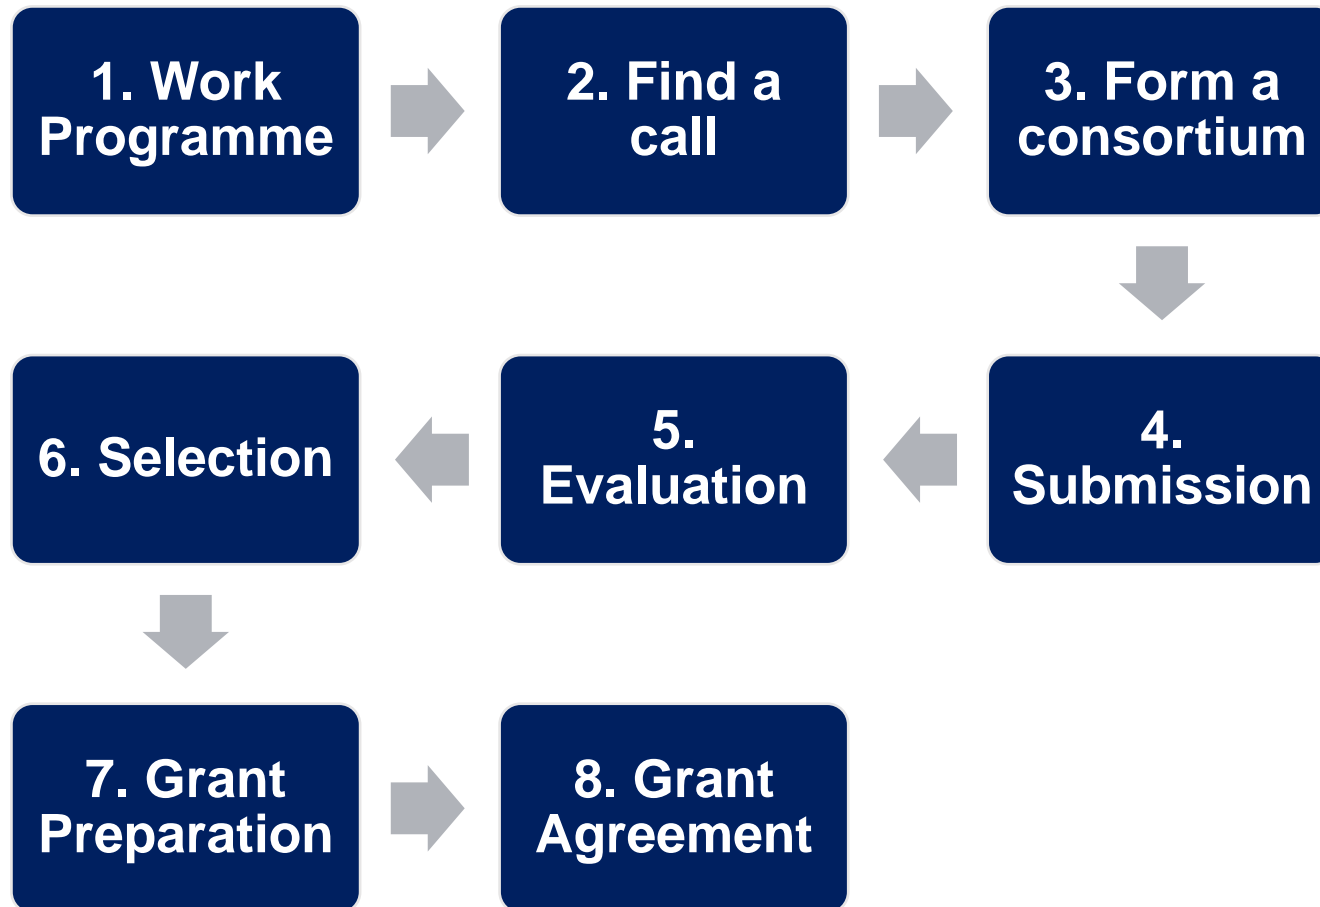 1. Work
Programme
2. Find a
call
3. Form a
consortium
4.
Submission
5.
Evaluation
6. Selection
7. Grant
Preparation
8. Grant
Agreement